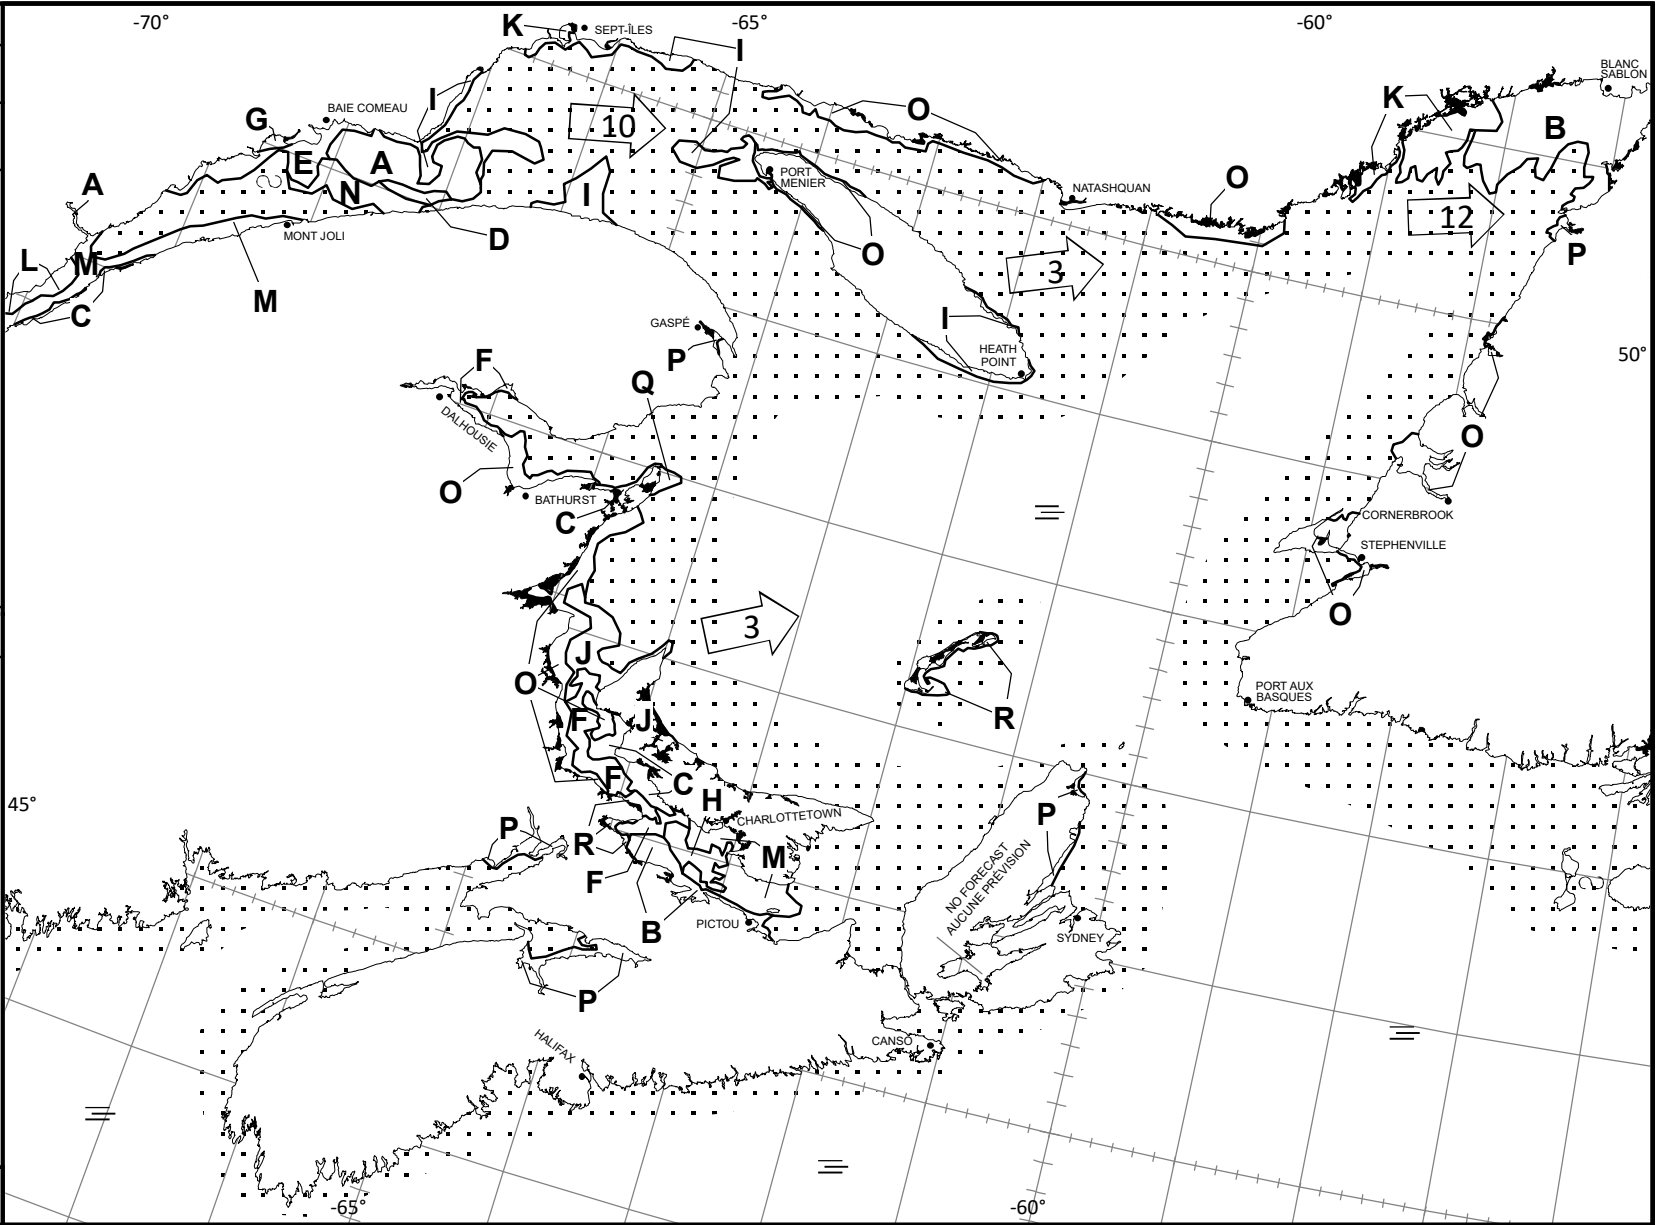 -70°
-65°
-60°
K
SEPT-ÎLES
I
BLANC
SABLON
I
BAIE COMEAU
G
10
O
K
B
E
A
A
N
I
PORT
MENIER
NATASHQUAN
O
12
MONT JOLI
D
O
P
L
M
M
C
3
GASPÉ
I
HEATH
POINT
50°
P
F
Q
DALHOUSIE
O
O
BATHURST
C
CORNERBROOK
STEPHENVILLE
O
3
J
O
F
J
R
PORT AUX
BASQUES
F
C
H
45°
CHARLOTTETOWN
P
P
R
M
F
NO FORECAST
AUCUNE PRÉVISION
B
PICTOU
SYDNEY
P
HALIFAX
CANSO
-65°
-60°